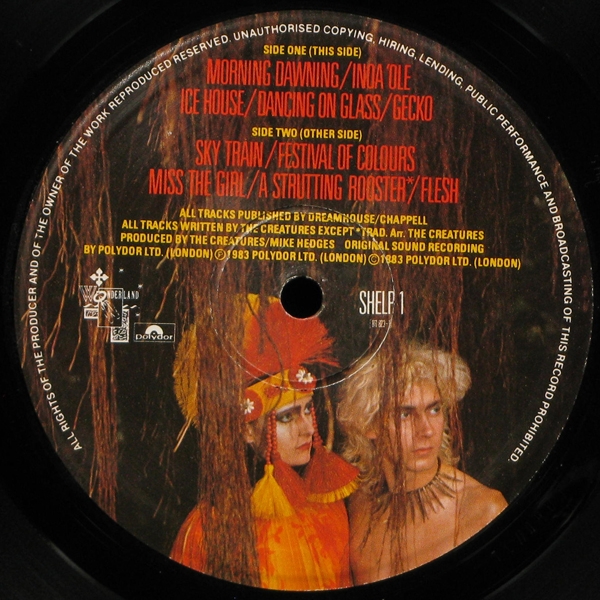 ALL RIGHTS OF THE PRODUCER AND OF THE OWNER OF THE WORK REPRODUCED RESERVED. UNAUTHORISED COPYING, HIRING, LENDING, PUBLIC PERFORMANCE AND BROADCASTING OF THIS RECORD PROHIBITED.
SIDE ONE (THIS SIDE)
MORNING DAWNING/INOA 'OLE
ICE HOUSE/DANCING ON GLASS/GECKO
SIDE TWO (OTHER SIDE)
SKY TRAIN/FESTIVAL OF COLOURS
MISS THE GIRL/A STRUTTING ROOSTER*/FLESH
ALL TRACKS PUBLISHED BY DREAMHOUSE/CHAPPELL
ALL TRACKS WRITTEN BY THE CREATURES EXCEPT *TRAD. Arr. THE CREATURES
PRODUCED BY THE CREATURES/MIKE HEDGES ORIGINAL SOUND RECORDING
BY POLYDOR LTD. (LONDON) Ⓟ1983 POLYDOR LTD. (LONDON) ©1983 POLYDOR LTD. (LONDON)
WONDERLAND
polydor
SHELP 1